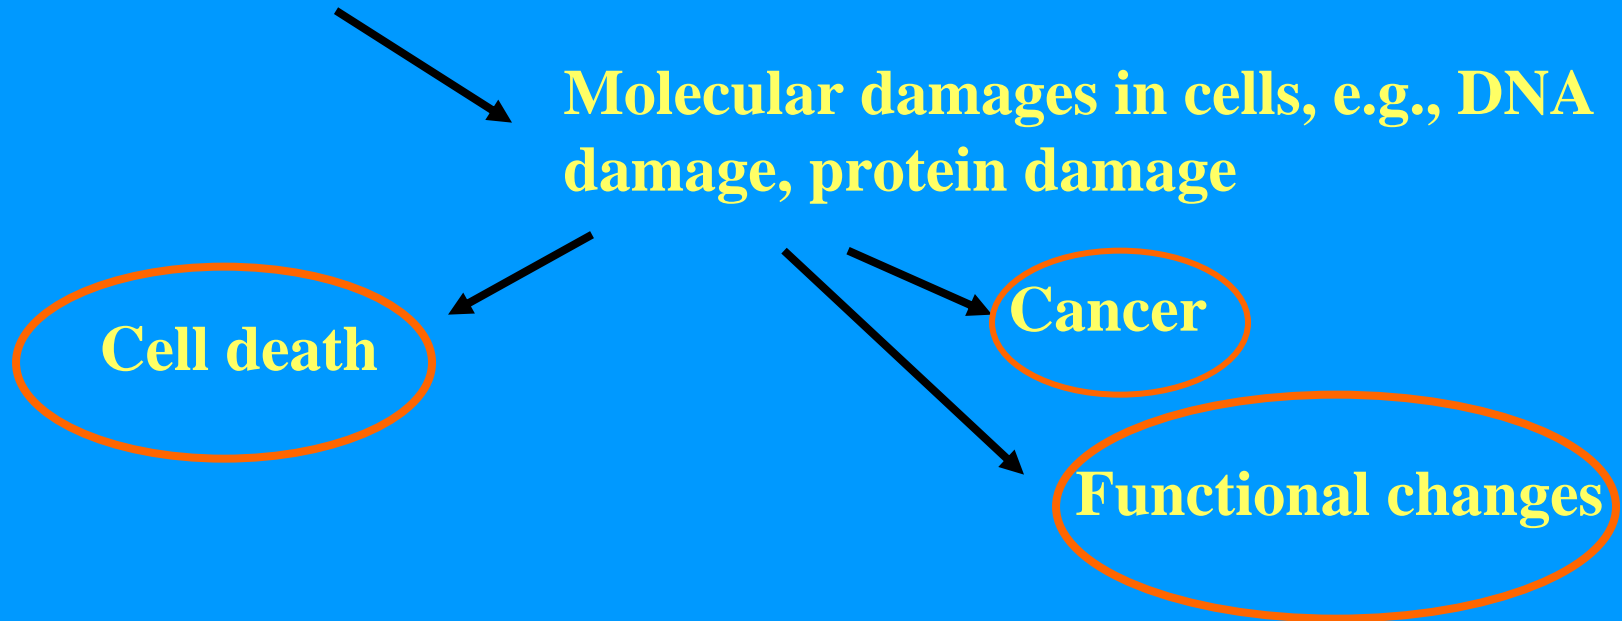 Molecular damages in cells, e.g., DNA
damage, protein damage
Cancer
Cell death
Functional changes